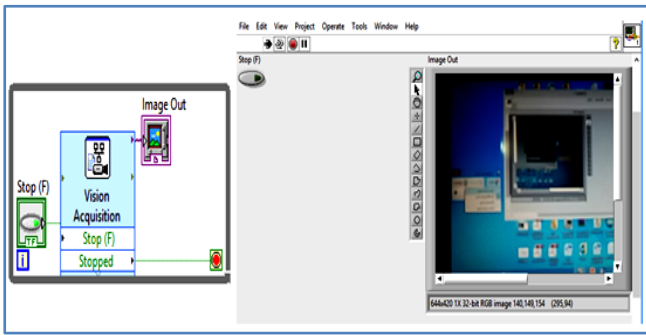 Image Out
Stop (F)
TF
i
Vision
Acquisition
Stop (F)
Stopped
File Edit View Project Operate Tools Window Help
?
Stop (F)
Image Out
644x420 1X 32-bit RGB image 140,149,154 (295,94)